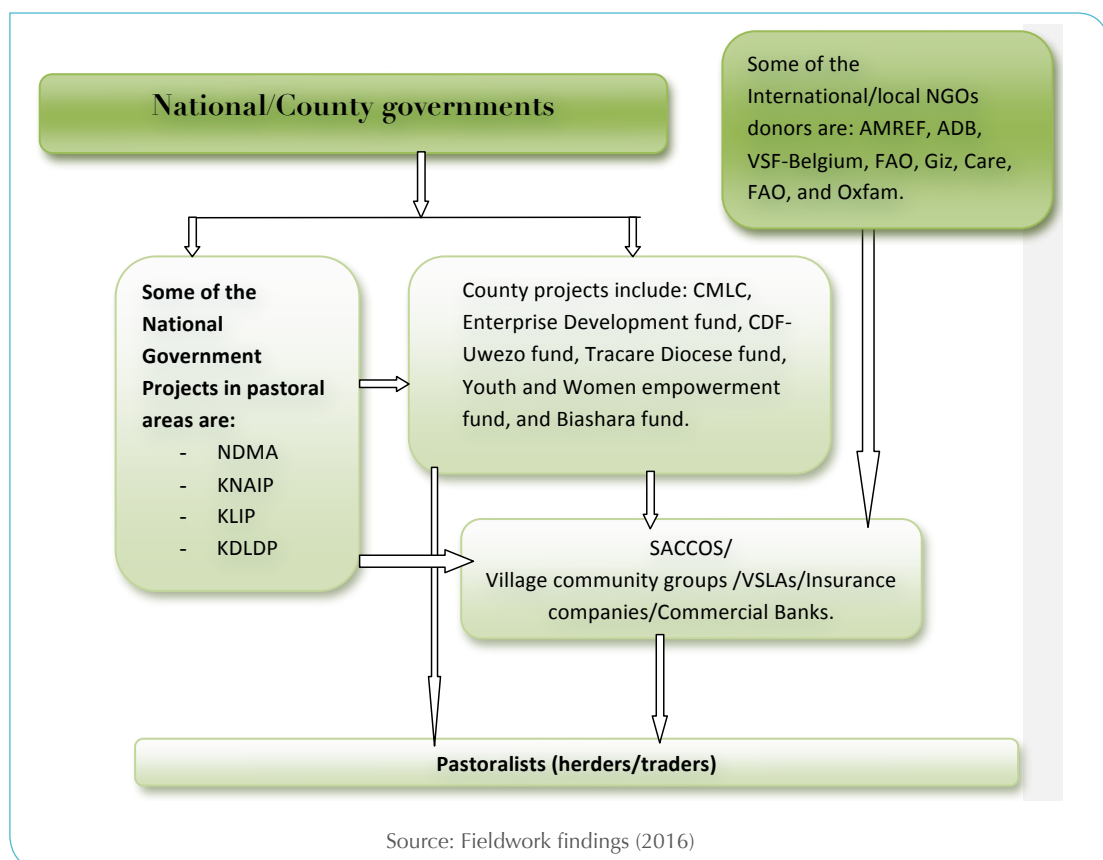 National/County governments
Some of the
International/local NGOs
donors are: AMREF, ADB,
VSF-Belgium, FAO, Giz, Care,
FAO, and Oxfam.
Some of the
National
Government
Projects in pastoral
areas are:
- NDMA
- KNAIP
- KLIP
- KDLDP
County projects include: CMLC,
Enterprise Development fund, CDF-
Uwezo fund, Tracare Diocese fund,
Youth and Women empowerment
fund, and Biashara fund.
SACCOS/
Village community groups /VSLAs/Insurance
companies/Commercial Banks.
Pastoralists (herders/traders)
Source: Fieldwork findings (2016)